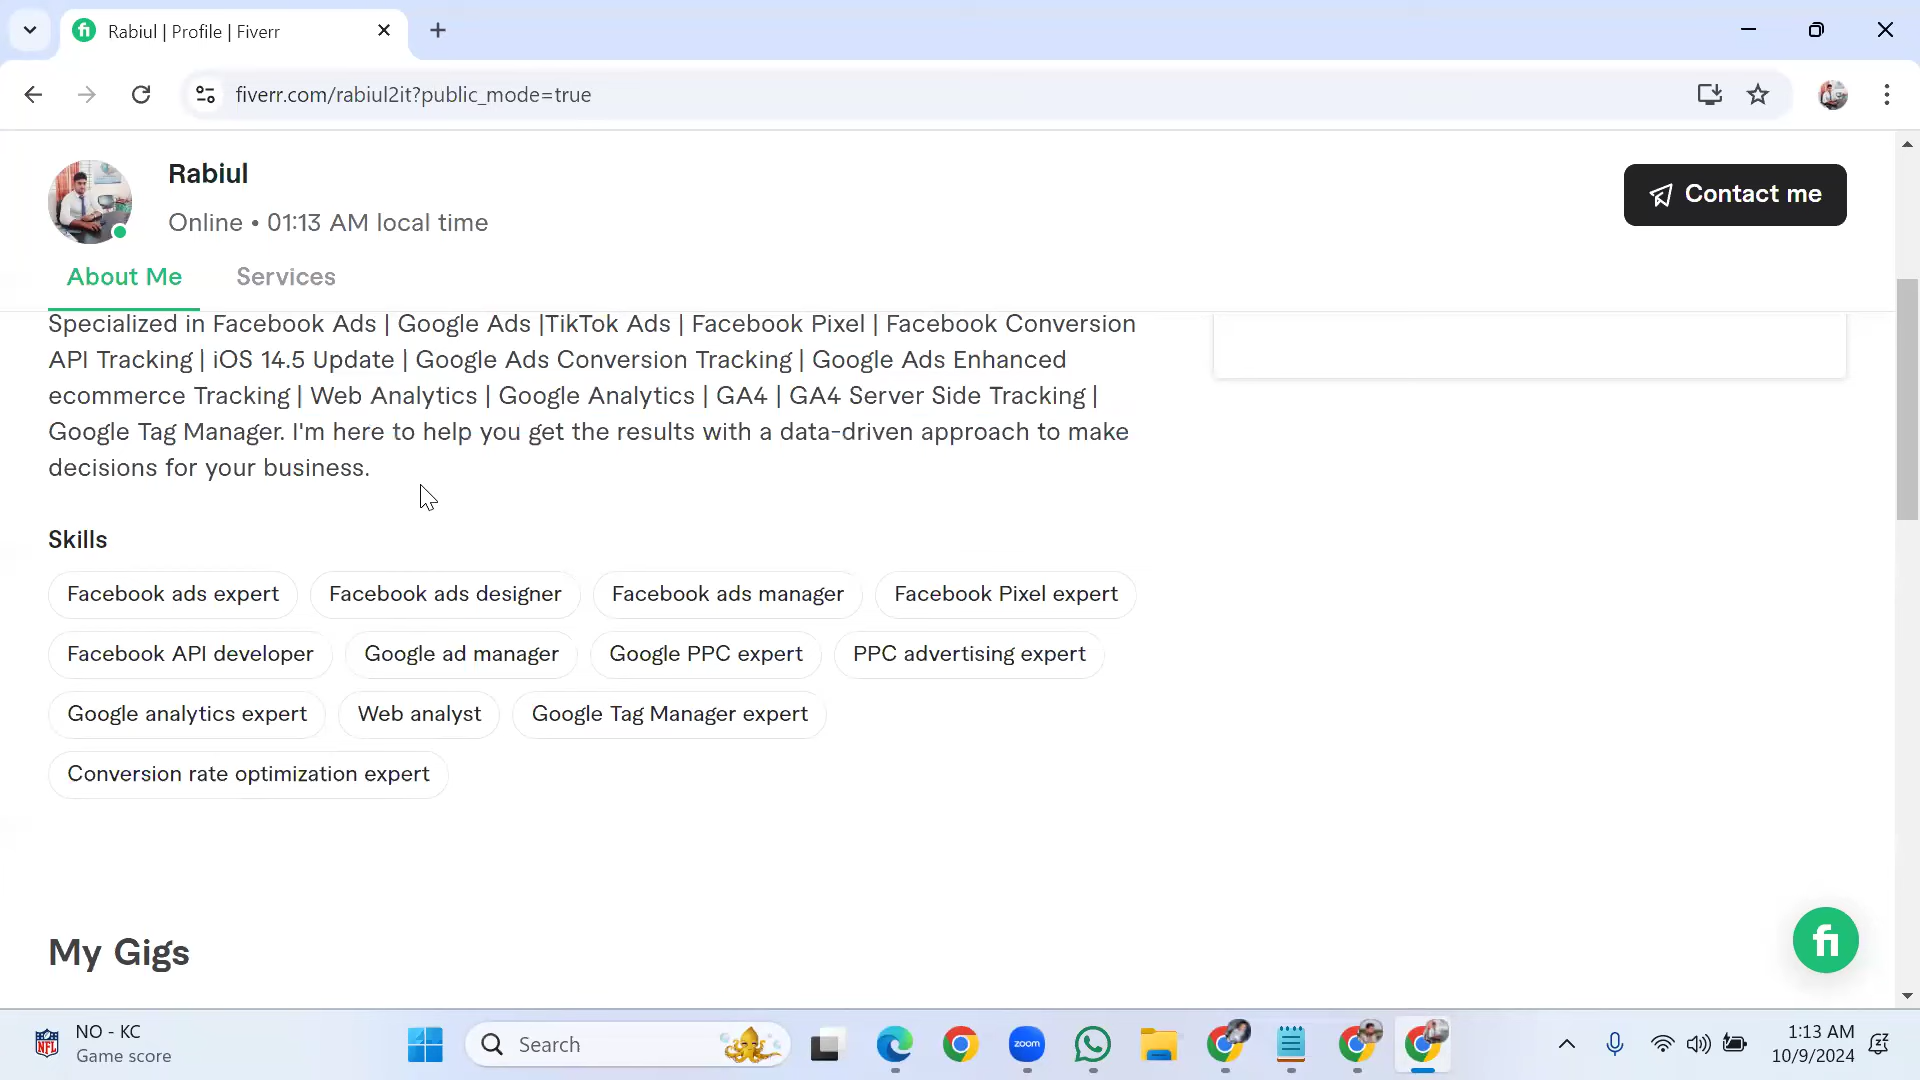 Rabiul | Profile | Fiverr
fiverr.com/rabiul2it?public_mode=true
Rabiul
Online • 01:13 AM local time
Contact me
About Me
Services
Specialized in Facebook Ads | Google Ads |TikTok Ads | Facebook Pixel | Facebook Conversion
API Tracking | iOS 14.5 Update | Google Ads Conversion Tracking | Google Ads Enhanced
ecommerce Tracking | Web Analytics | Google Analytics | GA4 | GA4 Server Side Tracking |
Google Tag Manager. I'm here to help you get the results with a data-driven approach to make
decisions for your business.
Skills
Facebook ads expert
Facebook ads designer
Facebook ads manager
Facebook Pixel expert
Facebook API developer
Google ad manager
Google PPC expert
PPC advertising expert
Google analytics expert
Web analyst
Google Tag Manager expert
Conversion rate optimization expert
My Gigs
fi
NFL
NO - KC
Game score
Search
zoom
1:13 AM
10/9/2024